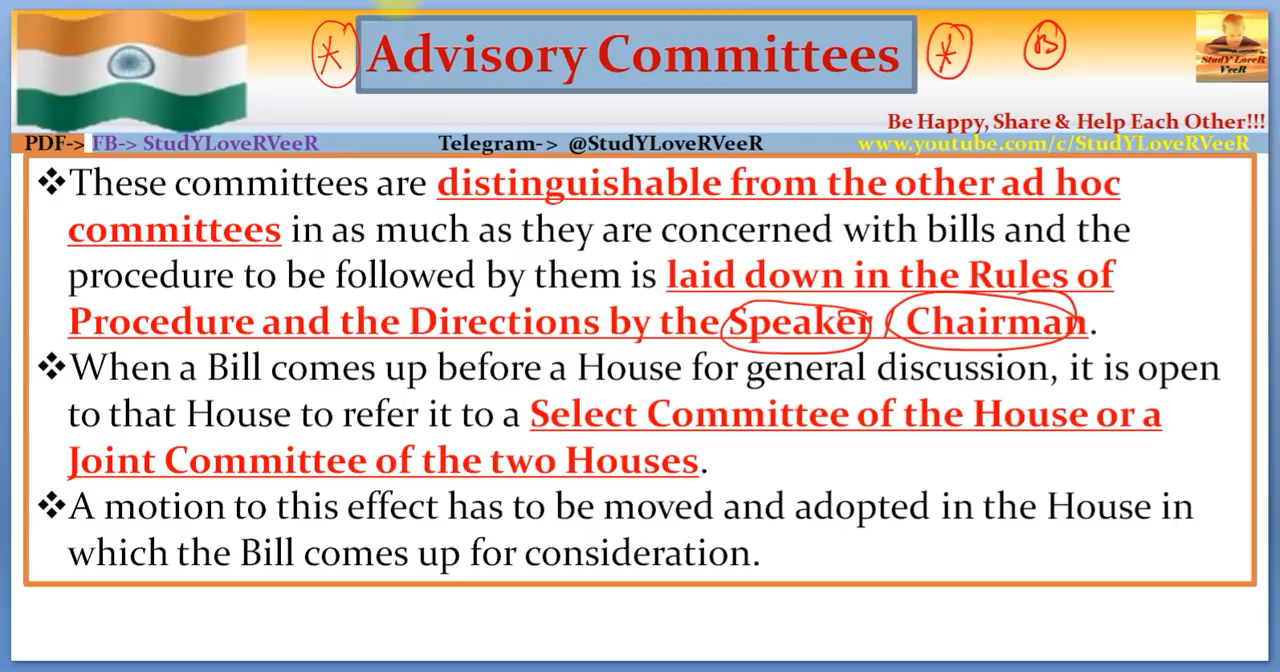 Advisory Committees
B
StudY LoveR
VeeR
Be Happy, Share & Help Each Other!!!
PDF-> FB-> StudYLoveRVeeR Telegram-> @StudYLoveRVeeR www.youtube.com/c/StudYLoveRVeeR
❖These committees are distinguishable from the other ad hoc
committees in as much as they are concerned with bills and the
procedure to be followed by them is laid down in the Rules of
Procedure and the Directions by the Speaker / Chairman.
❖When a Bill comes up before a House for general discussion, it is open
to that House to refer it to a Select Committee of the House or a
Joint Committee of the two Houses.
❖A motion to this effect has to be moved and adopted in the House in
which the Bill comes up for consideration.